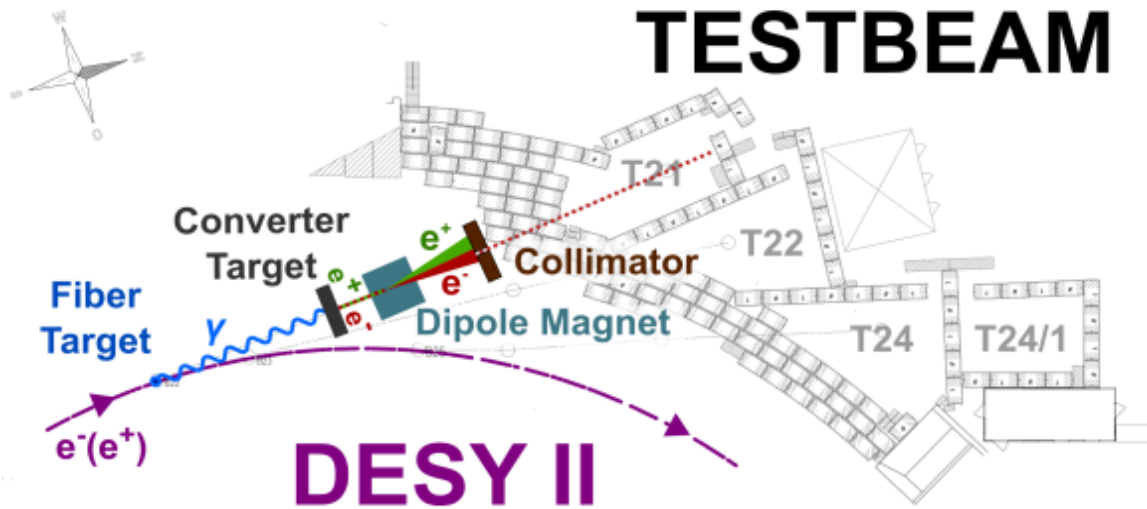 TESTBEAM
W
N
S
O
T21
T22
Converter
Target
e+
e-
Collimator
Fiber
Target
γ
e+
e-
Dipole Magnet
T24
T24/1
e-(e+)
DESY II